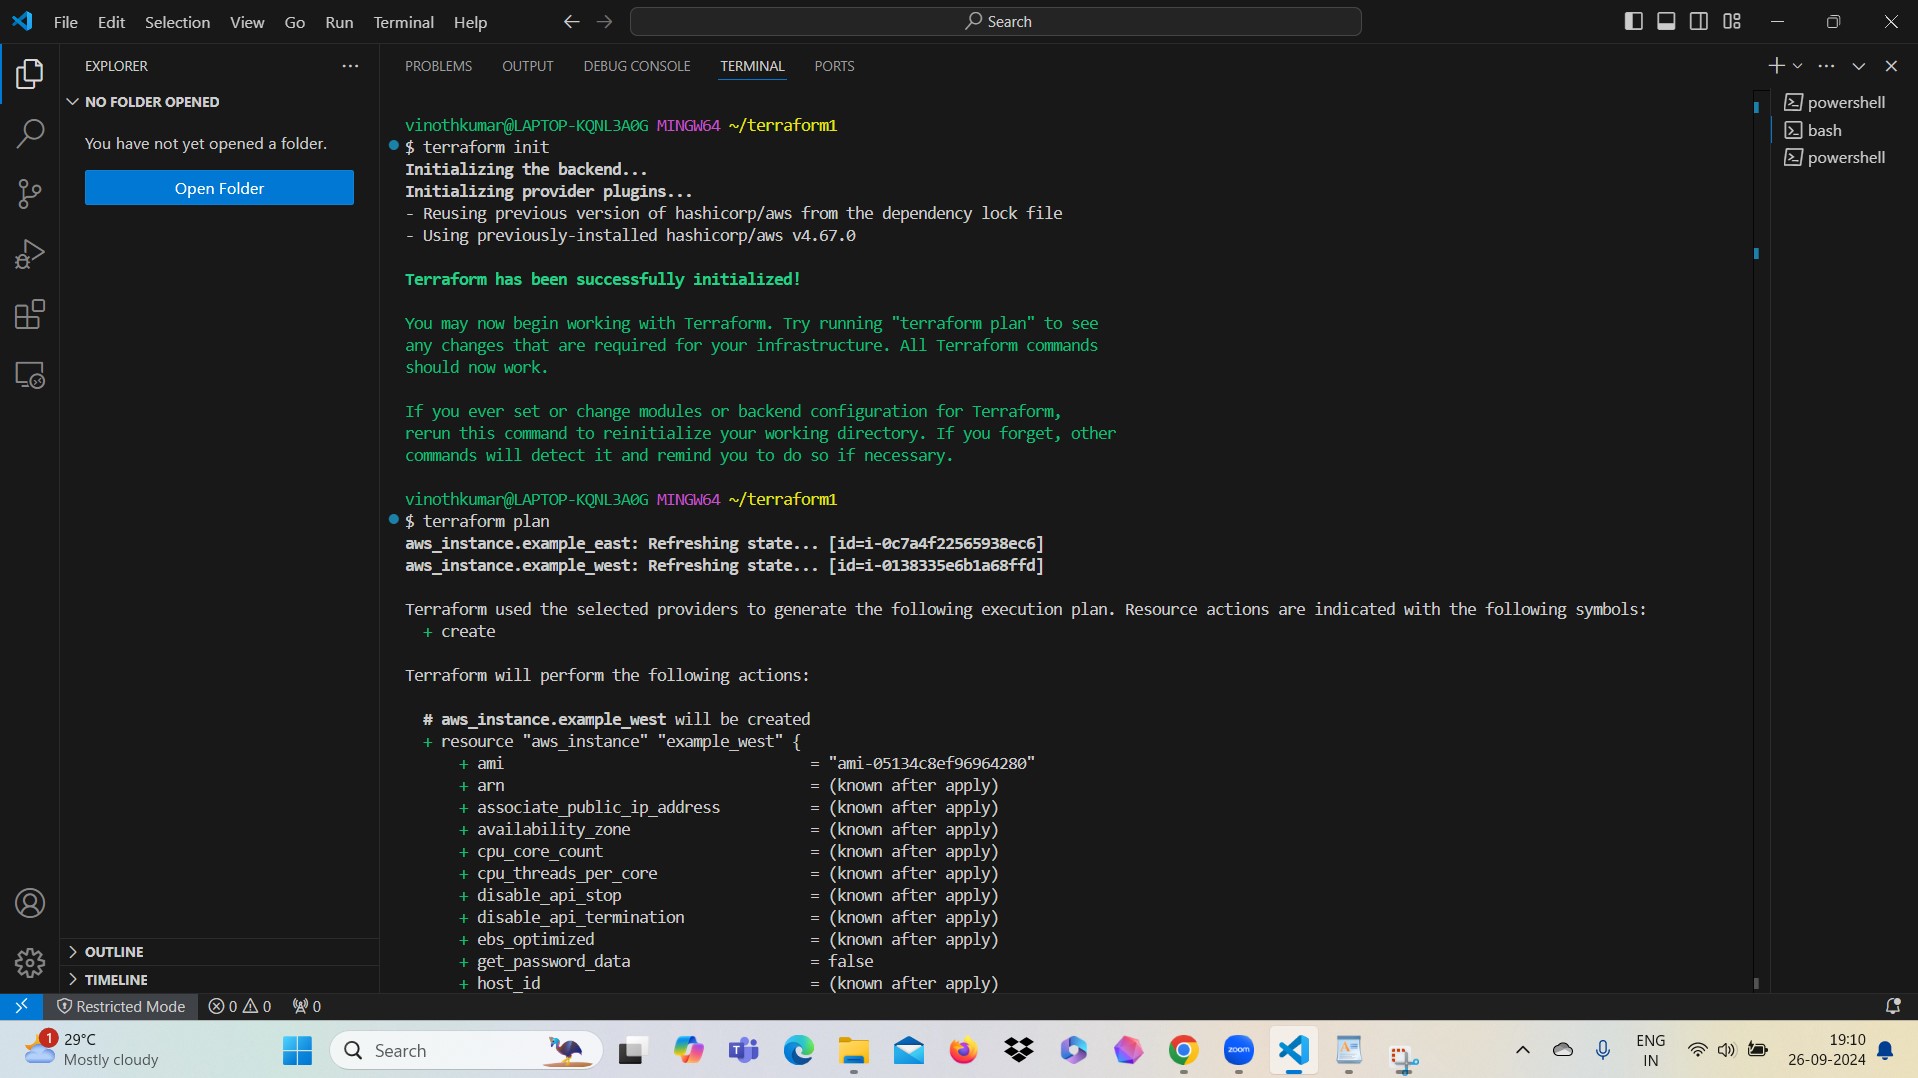 File Edit Selection View Go Run Terminal Help
Search
EXPLORER
NO FOLDER OPENED
You have not yet opened a folder.
Open Folder
OUTLINE
TIMELINE
PROBLEMS OUTPUT DEBUG CONSOLE TERMINAL PORTS
vinothkumar@LAPTOP-KQNL3A0G MINGW64 ~/terraform1
$ terraform init
Initializing the backend...
Initializing provider plugins...
- Reusing previous version of hashicorp/aws from the dependency lock file
- Using previously-installed hashicorp/aws v4.67.0
Terraform has been successfully initialized!
You may now begin working with Terraform. Try running "terraform plan" to see
any changes that are required for your infrastructure. All Terraform commands
should now work.
If you ever set or change modules or backend configuration for Terraform,
rerun this command to reinitialize your working directory. If you forget, other
commands will detect it and remind you to do so if necessary.
vinothkumar@LAPTOP-KQNL3A0G MINGW64 ~/terraform1
$ terraform plan
aws_instance.example_east: Refreshing state... [id=i-0c7a4f22565938ec6]
aws_instance.example_west: Refreshing state... [id=i-0138335e6b1a68ffd]
Terraform used the selected providers to generate the following execution plan. Resource actions are indicated with the following symbols:
+ create
Terraform will perform the following actions:
# aws_instance.example_west will be created
+ resource "aws_instance" "example_west" {
+ ami = "ami-05134c8ef96964280"
+ arn = (known after apply)
+ associate_public_ip_address = (known after apply)
+ availability_zone = (known after apply)
+ cpu_core_count = (known after apply)
+ cpu_threads_per_core = (known after apply)
+ disable_api_stop = (known after apply)
+ disable_api_termination = (known after apply)
+ ebs_optimized = (known after apply)
+ get_password_data = false
+ host_id = (known after apply)
powershell
bash
powershell
Restricted Mode 0 0 0
1
29°C
Mostly cloudy
Search
zoom
ENG
IN
19:10
26-09-2024